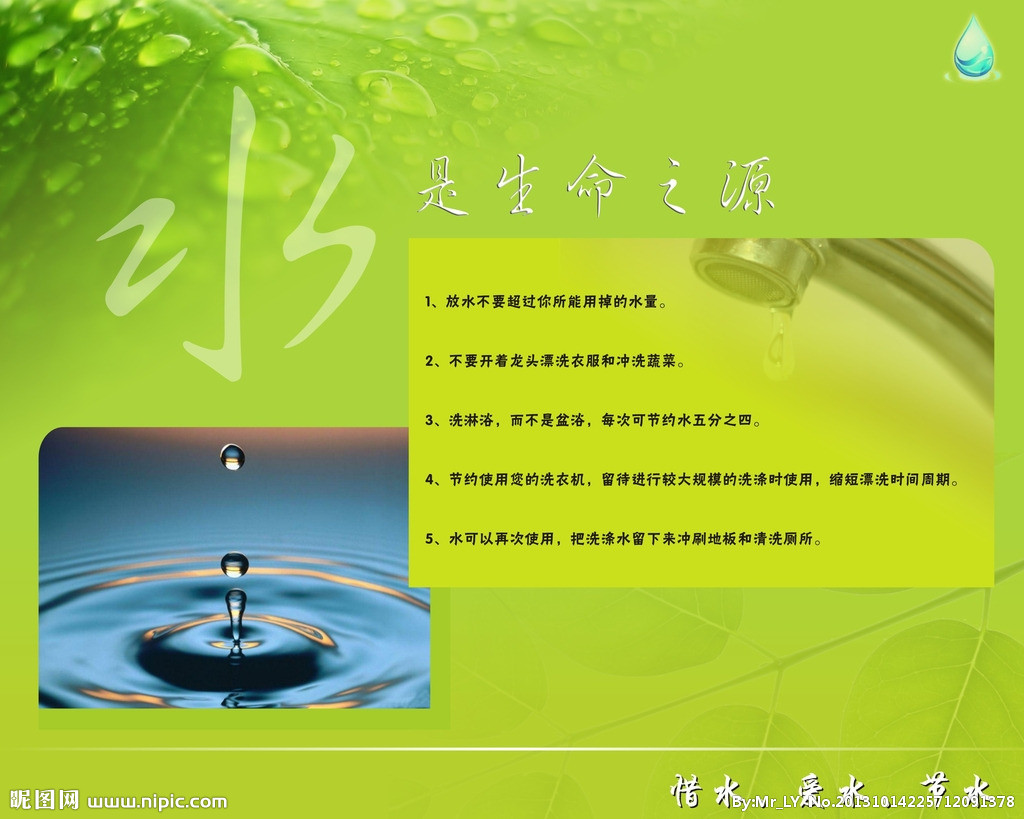 水
是生命之源
1、放水不要超过你所能用掉的水量。
2、不要开着龙头漂洗衣服和冲洗蔬菜。
3、洗淋浴，而不是盆浴，每次可节约水五分之四。
4、节约使用您的洗衣机，留待进行较大规模的洗涤时使用，缩短漂洗时间周期。
5、水可以再次使用，把洗涤水留下来冲刷地板和清洗厕所。
惜水、爱水、节水
昵图网 www.nipic.com
By:Mr_LYZ No.20131014225712091378